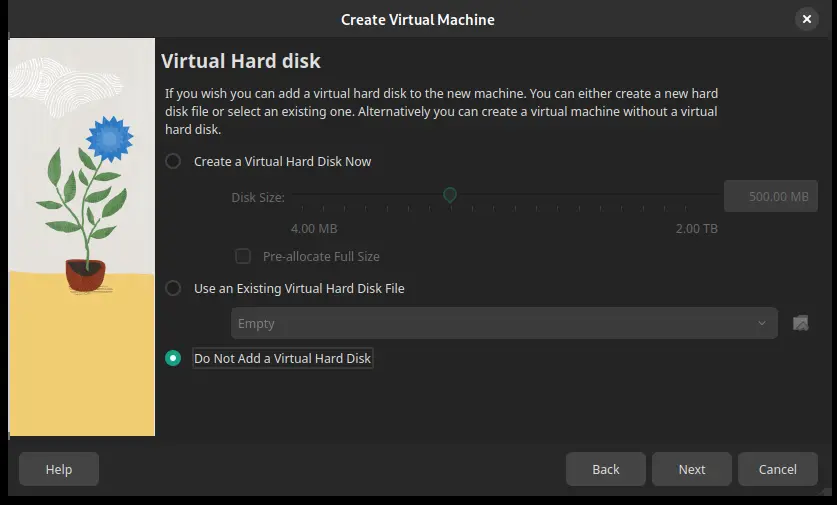 Create Virtual Machine
Virtual Hard disk
If you wish you can add a virtual hard disk to the new machine. You can either create a new hard
disk file or select an existing one. Alternatively you can create a virtual machine without a virtual
hard disk.
Create a Virtual Hard Disk Now
Disk Size:
500.00 MB
4.00 MB
2.00 TB
Pre-allocate Full Size
Use an Existing Virtual Hard Disk File
Empty
Do Not Add a Virtual Hard Disk
Help
Back
Next
Cancel